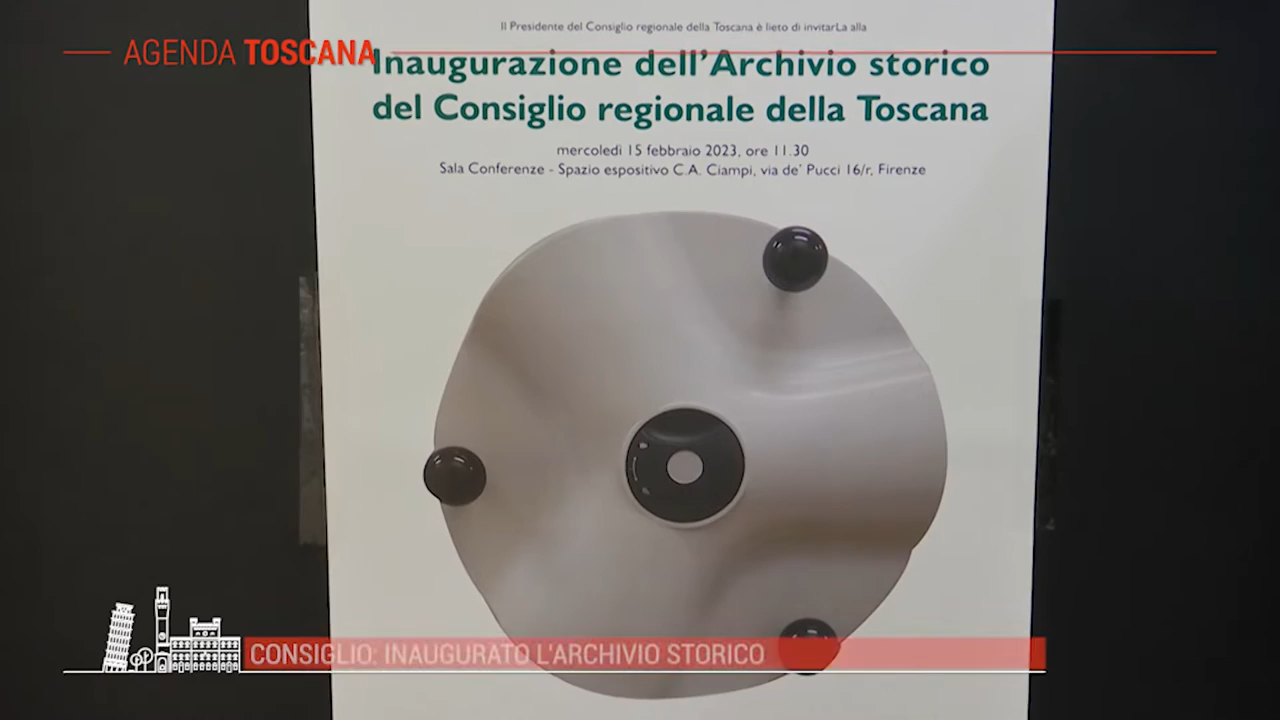 Il Presidente del Consiglio regionale della Toscana è lieto di invitarLa alla
AGENDA TOSCANA
Inaugurazione dell'Archivio storico
del Consiglio regionale della Toscana
mercoledì 15 febbraio 2023, ore 11.30
Sala Conferenze - Spazio espositivo C.A. Ciampi, via de' Pucci 16/r, Firenze
CONSIGLIO: INAUGURATO L'ARCHIVIO STORICO